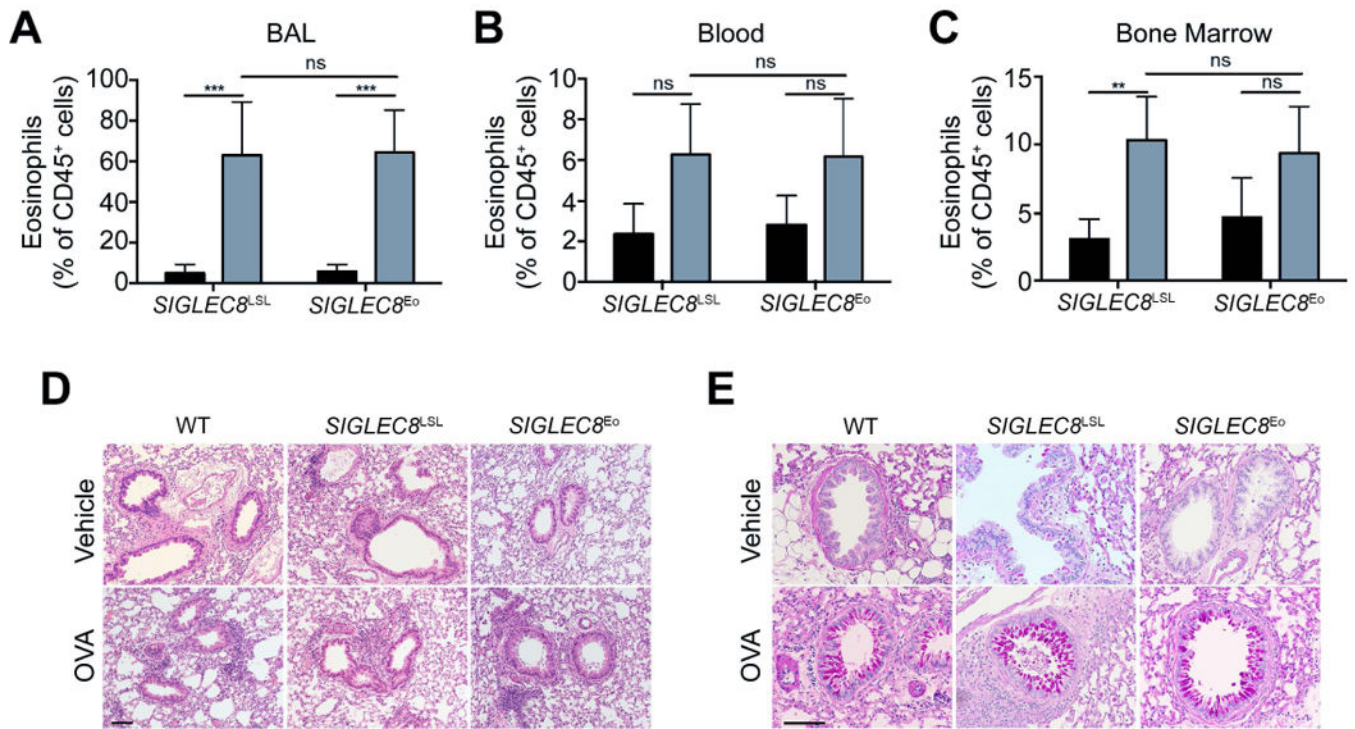 A
BAL
Eosinophils
(% of CD45⁺ cells)
100
80
60
40
20
0
ns
***
***
SIGLEC8ᴸˢᴸ
SIGLEC8ᴱᵒ
B
Blood
Eosinophils
(% of CD45⁺ cells)
10
8
6
4
2
0
ns
ns
ns
SIGLEC8ᴸˢᴸ
SIGLEC8ᴱᵒ
C
Bone Marrow
Eosinophils
(% of CD45⁺ cells)
15
10
5
0
ns
**
ns
SIGLEC8ᴸˢᴸ
SIGLEC8ᴱᵒ
D
WT
SIGLEC8ᴸˢᴸ
SIGLEC8ᴱᵒ
Vehicle
OVA
E
WT
SIGLEC8ᴸˢᴸ
SIGLEC8ᴱᵒ
Vehicle
OVA